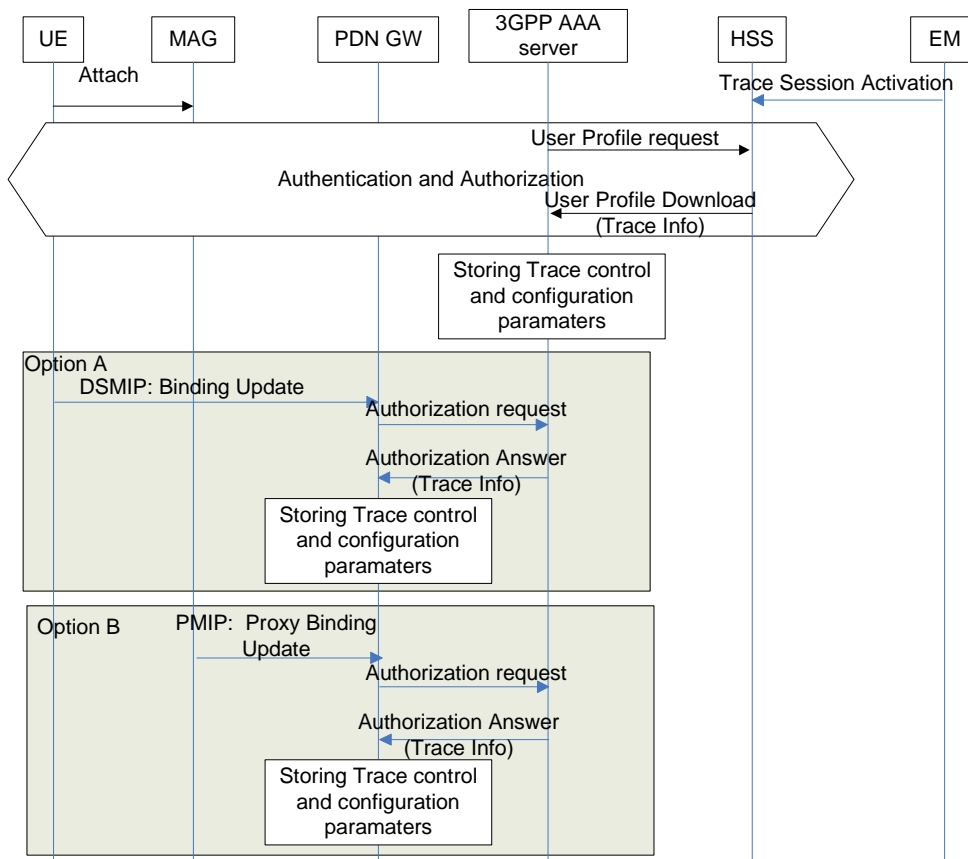 UE
MAG
PDN GW
3GPP AAA
server
HSS
EM
Attach
Trace Session Activation
User Profile request
Authentication and Authorization
User Profile Download
(Trace Info)
Storing Trace control
and configuration
paramaters
Option A
DSMIP: Binding Update
Authorization request
Authorization Answer
(Trace Info)
Storing Trace control
and configuration
paramaters
Option B
PMIP: Proxy Binding
Update
Authorization request
Authorization Answer
(Trace Info)
Storing Trace control
and configuration
paramaters